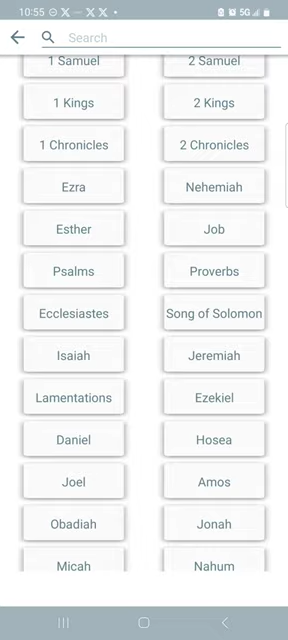 10:55
5G
Search
1 Samuel 2 Samuel
1 Kings 2 Kings
1 Chronicles 2 Chronicles
Ezra Nehemiah
Esther Job
Psalms Proverbs
Ecclesiastes Song of Solomon
Isaiah Jeremiah
Lamentations Ezekiel
Daniel Hosea
Joel Amos
Obadiah Jonah
Micah Nahum